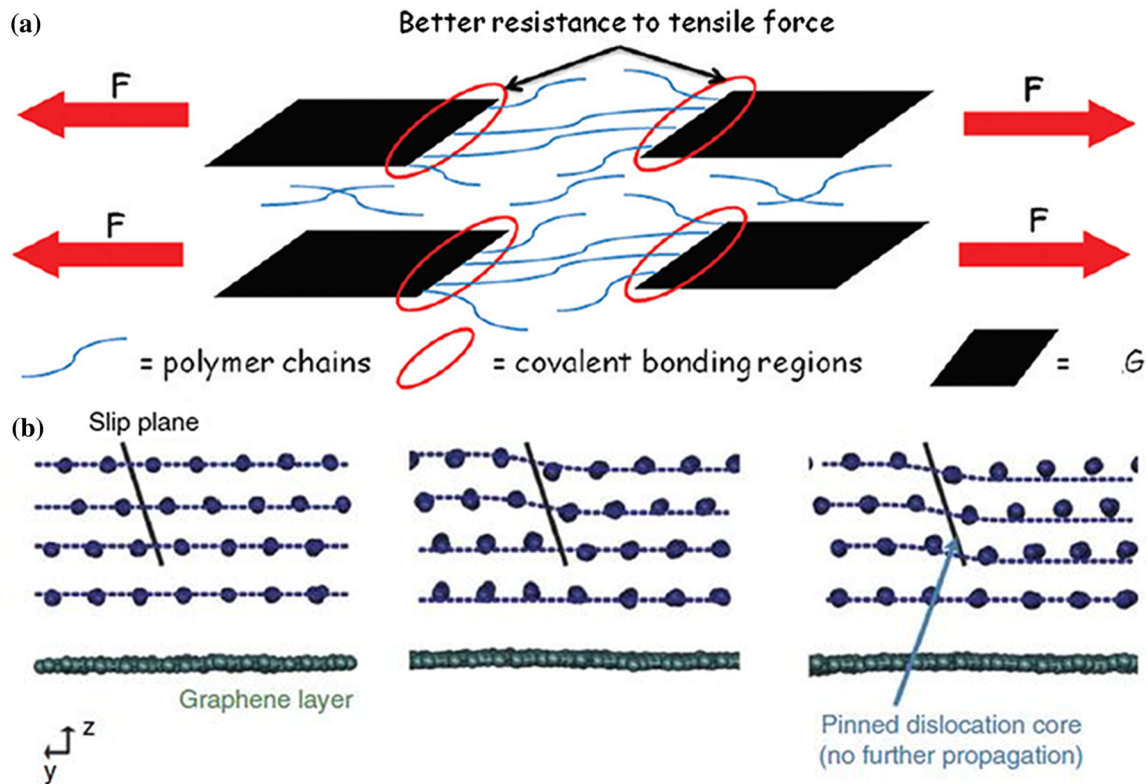 (a)
Better resistance to tensile force
F
F
F
F
= polymer chains
= covalent bonding regions
= .G
(b)
Slip plane
Graphene layer
z
y
Pinned dislocation core
(no further propagation)